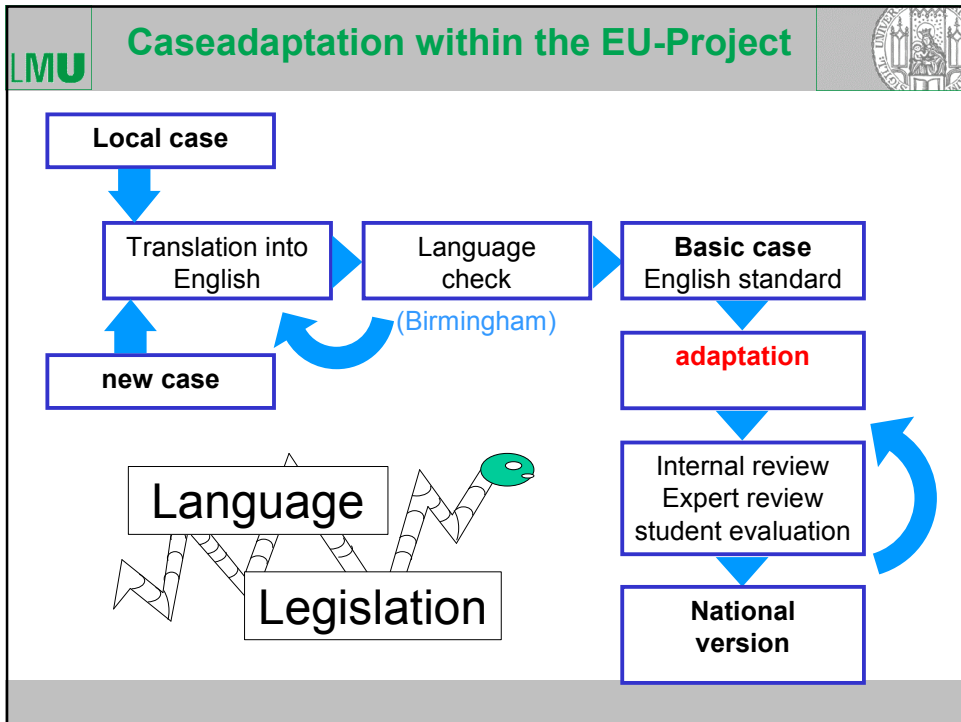 LMU
Caseadaptation within the EU-Project
Local case
Translation into
English
Language
check
(Birmingham)
Basic case
English standard
new case
adaptation
Internal review
Expert review
student evaluation
National
version
Language
Legislation